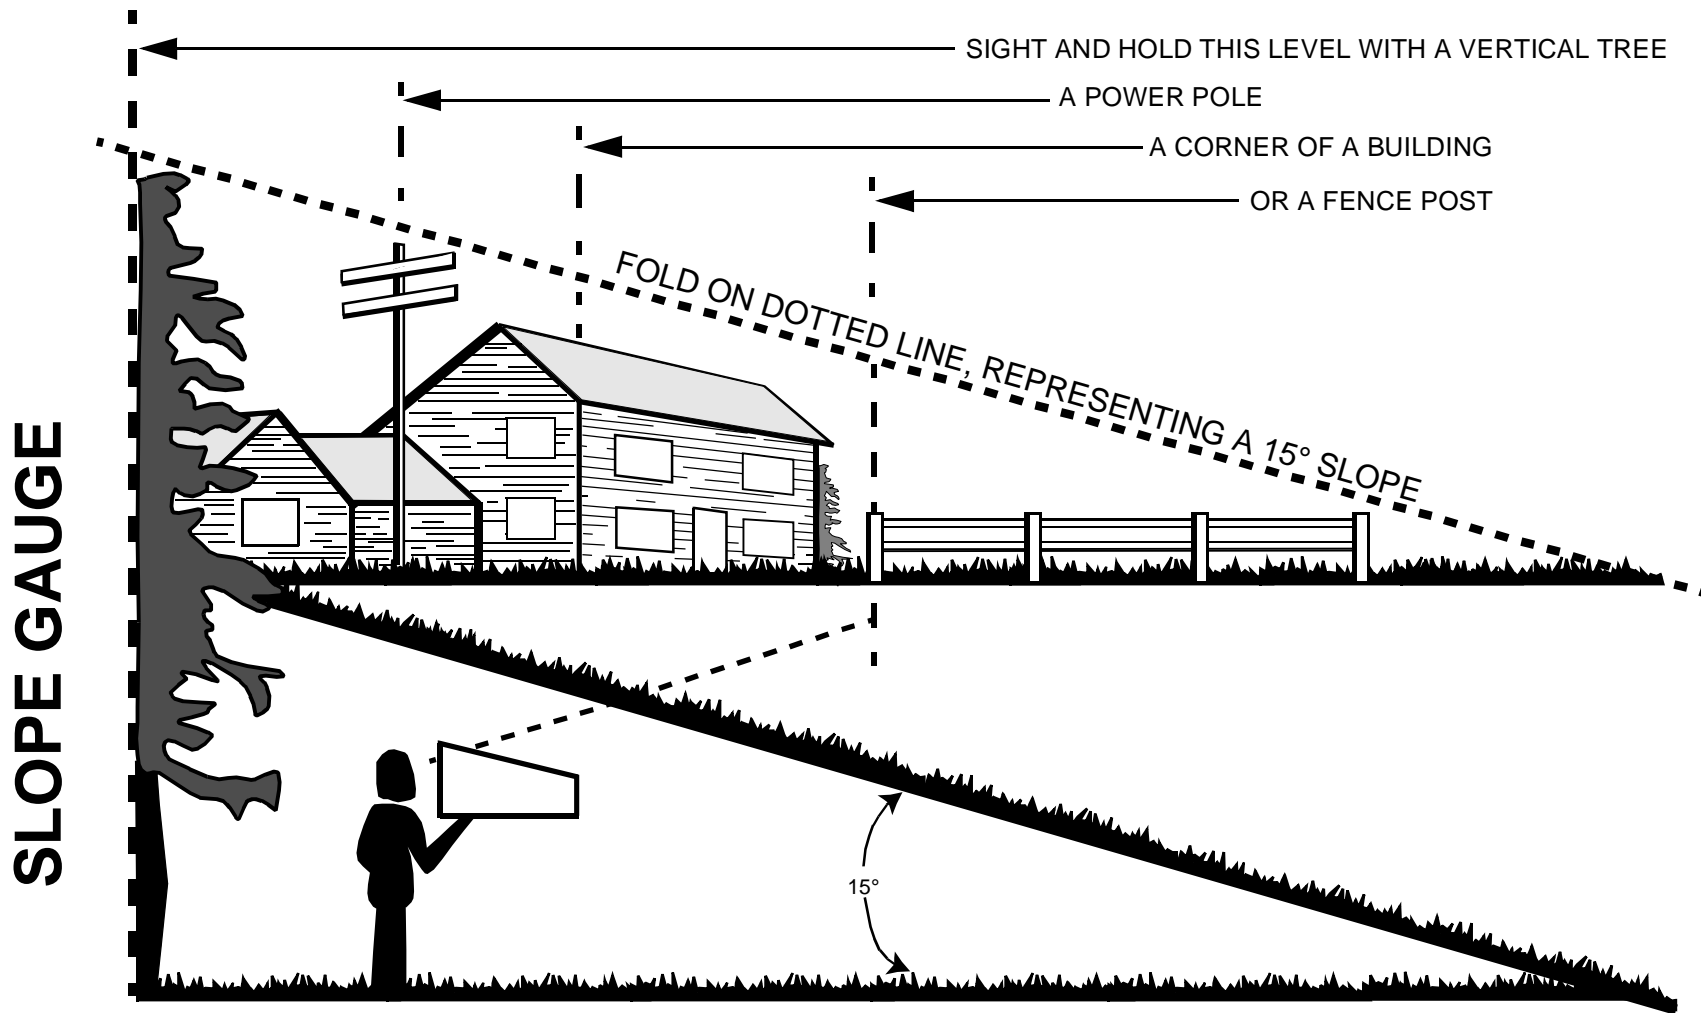 SIGHT AND HOLD THIS LEVEL WITH A VERTICAL TREE
A POWER POLE
A CORNER OF A BUILDING
OR A FENCE POST
FOLD ON DOTTED LINE, REPRESENTING A 15° SLOPE
SLOPE GAUGE
15°